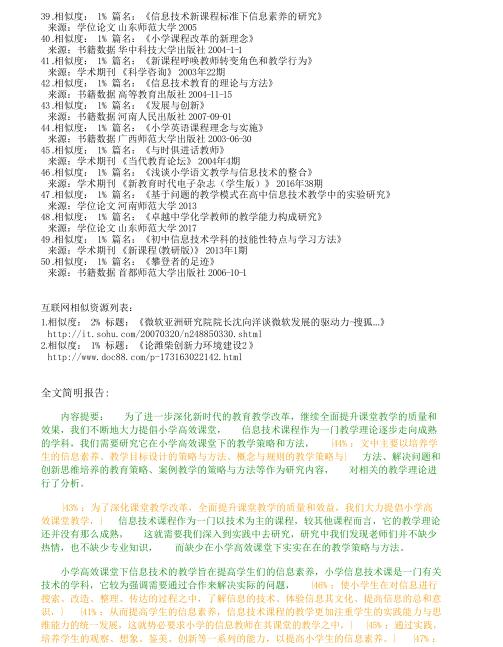 39.相似度： 1% 篇名：《信息技术新课程标准下信息素养的研究》
来源：学位论文 山东师范大学 2005
40.相似度： 1% 篇名：《小学课程改革的新理念》
来源：书籍数据 华中科技大学出版社 2004-1-1
41.相似度： 1% 篇名：《新课程呼唤教师转变角色和教学行为》
来源：学术期刊 《科学咨询》 2003年22期
42.相似度： 1% 篇名：《信息技术教育的理论与方法》
来源：书籍数据 高等教育出版社 2004-11-15
43.相似度： 1% 篇名：《发展与创新》
来源：书籍数据 河南人民出版社 2007-09-01
44.相似度： 1% 篇名：《小学英语课程理念与实施》
来源：书籍数据 广西师范大学出版社 2003-06-30
45.相似度： 1% 篇名：《与时俱进话教师》
来源：学术期刊 《当代教育论坛》 2004年4期
46.相似度： 1% 篇名：《浅谈小学语文教学与信息技术的整合》
来源：学术期刊 《新教育时代电子杂志（学生版）》 2016年38期
47.相似度： 1% 篇名：《基于问题的教学模式在高中信息技术教学中的实验研究》
来源：学位论文 河南师范大学 2013
48.相似度： 1% 篇名：《卓越中学化学教师的教学能力构成研究》
来源：学位论文 山东师范大学 2017
49.相似度： 1% 篇名：《初中信息技术学科的技能性特点与学习方法》
来源：学术期刊 《新课程(教研版)》 2013年1期
50.相似度： 1% 篇名：《攀登者的足迹》
来源：书籍数据 首都师范大学出版社 2006-10-1
互联网相似资源列表：
1.相似度： 2% 标题：《微软亚洲研究院院长沈向洋谈微软发展的驱动力-搜狐...》
http://it.sohu.com/20070320/n248850330.shtml
2.相似度： 1% 标题：《论潍柴创新力环境建设2》
http://www.doc88.com/p-173163022142.html
全文简明报告：
内容提要： 为了进一步深化新时代的教育教学改革，继续全面提升课堂教学的质量和
效果，我们不断地大力提倡小学高效课堂， 信息技术课程作为一门教学理论逐步走向成熟
的学科。我们需要研究它在小学高效课堂下的教学策略和方法， {44%：文中主要以培养学
生的信息素养、教学目标设计的策略与方法、概念与规则的教学策略与} 方法、解决问题和
创新思维培养的教育策略、案例教学的策略与方法等作为研究内容， 对相关的教学理论进
行了分析。
{43%：为了深化课堂教学改革，全面提升课堂教学的质量和效益，我们大力提倡小学高
效课堂教学，} 信息技术课程作为一门以技术为主的课程，较其他课程而言，它的教学理论
还并没有那么成熟， 这就需要我们深入到实践中去研究，研究中我们发现老师们并不缺少
热情，也不缺少专业知识， 而缺少在小学高效课堂下实实在在的教学策略与方法。
小学高效课堂下信息技术的教学旨在提高学生们的信息素养，小学信息技术课是一门有关
技术的学科，它较为强调需要通过合作来解决实际的问题， {46%：使小学生在对信息进行
搜索、改造、整理、传达的过程之中，了解信息的技术、体验信息其文化、提高信息的总和意
识，} {41%：从而提高学生的信息素养，信息技术课程的教学更加注重学生的实践能力与思
维能力的统一发展，这就势必要求小学的信息教师在其课堂的教学之中，} {45%：通过实践，
培养学生的观察、想象、鉴美、创新等一系列的能力，以提高小学生的信息素养。} {47%：